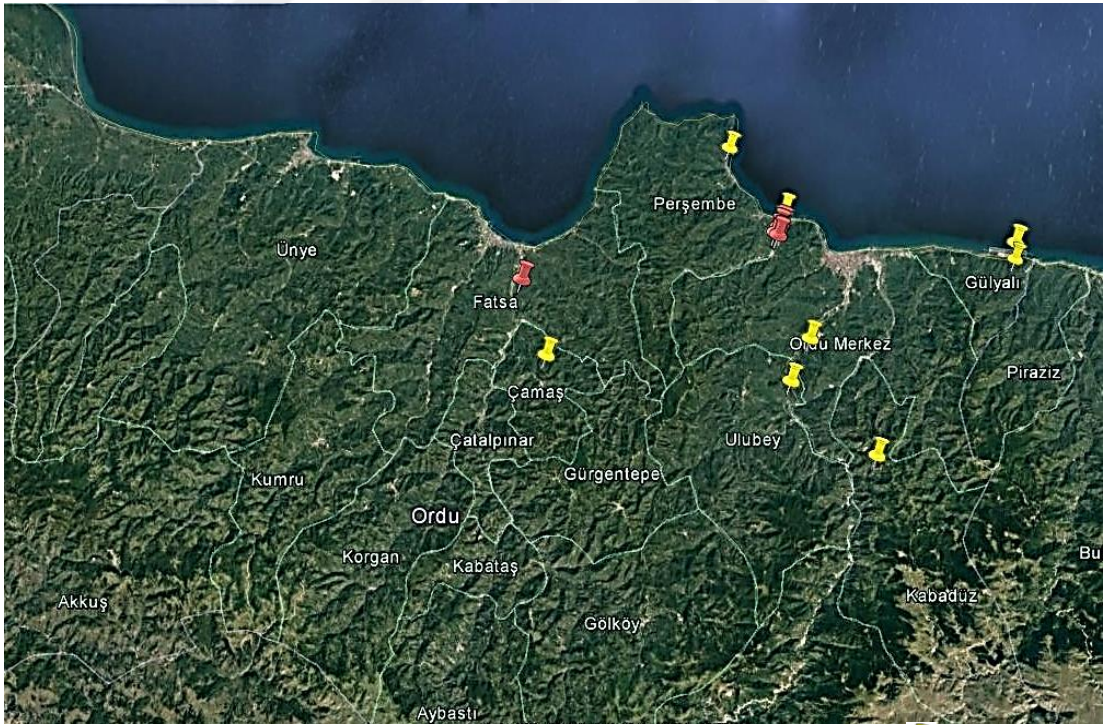 Perşembe
Ünye
Gülyalı
Fatsa
Ordu Merkez
Piraziz
Çamaş
Çatalpınar
Ulubey
Gürgentepe
Kumru
Ordu
Korgan
Kabataş
Bu
Kabadüz
Akkuş
Gölköy
Aybastı